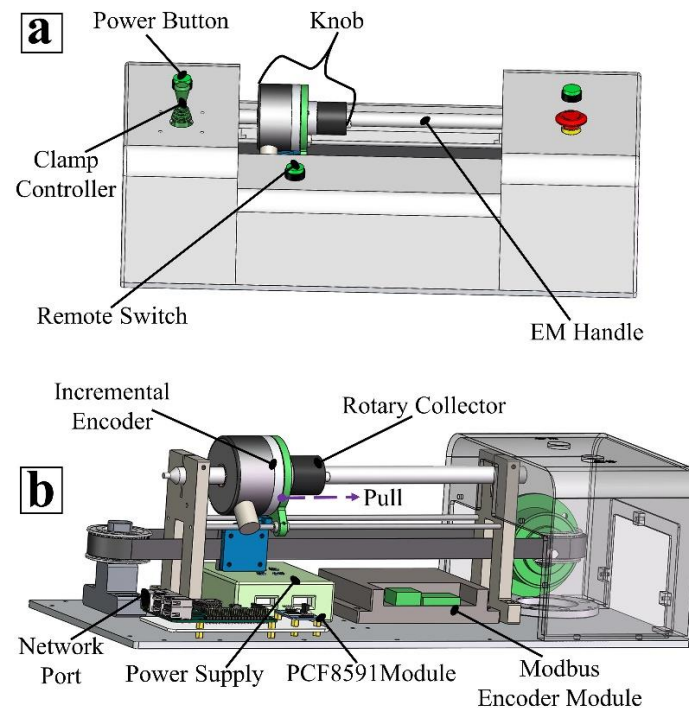 a
Power Button
Knob
Clamp
Controller
Remote Switch
EM Handle
Incremental
Encoder
Rotary Collector
b
Pull
Network
Port
Power Supply
PCF8591Module
Modbus
Encoder Module